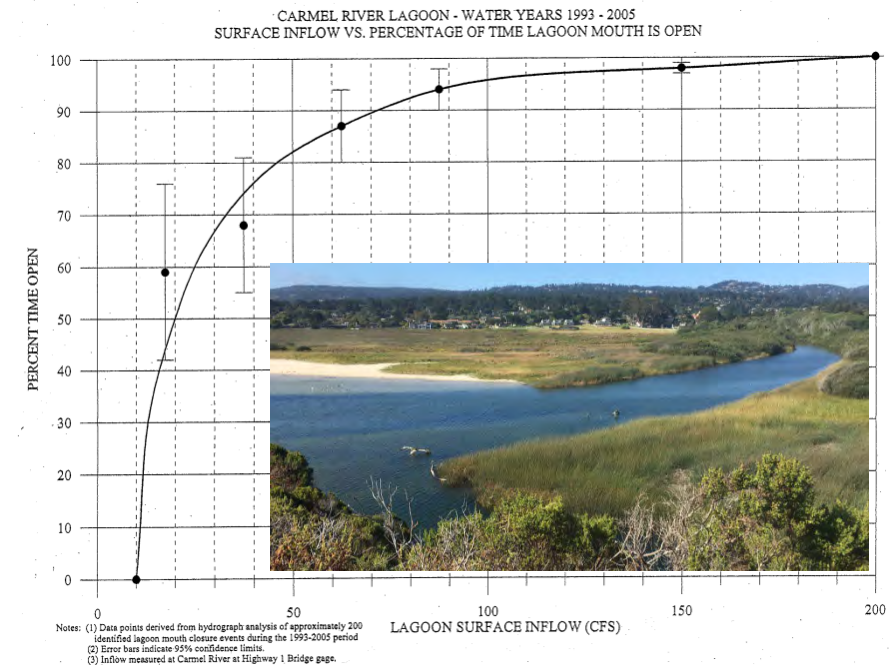 CARMEL RIVER LAGOON - WATER YEARS 1993 - 2005
SURFACE INFLOW VS. PERCENTAGE OF TIME LAGOON MOUTH IS OPEN
PERCENT TIME OPEN
100
90
80
70
60
50
40
30
20
10
0
0 50 100 150 200
LAGOON SURFACE INFLOW (CFS)
Notes: (1) Data points derived from hydrograph analysis of approximately 200
identified lagoon mouth closure events during the 1993-2005 period
(2) Error bars indicate 95% confidence limits.
(3) Inflow measured at Carmel River at Highway 1 Bridge gage.